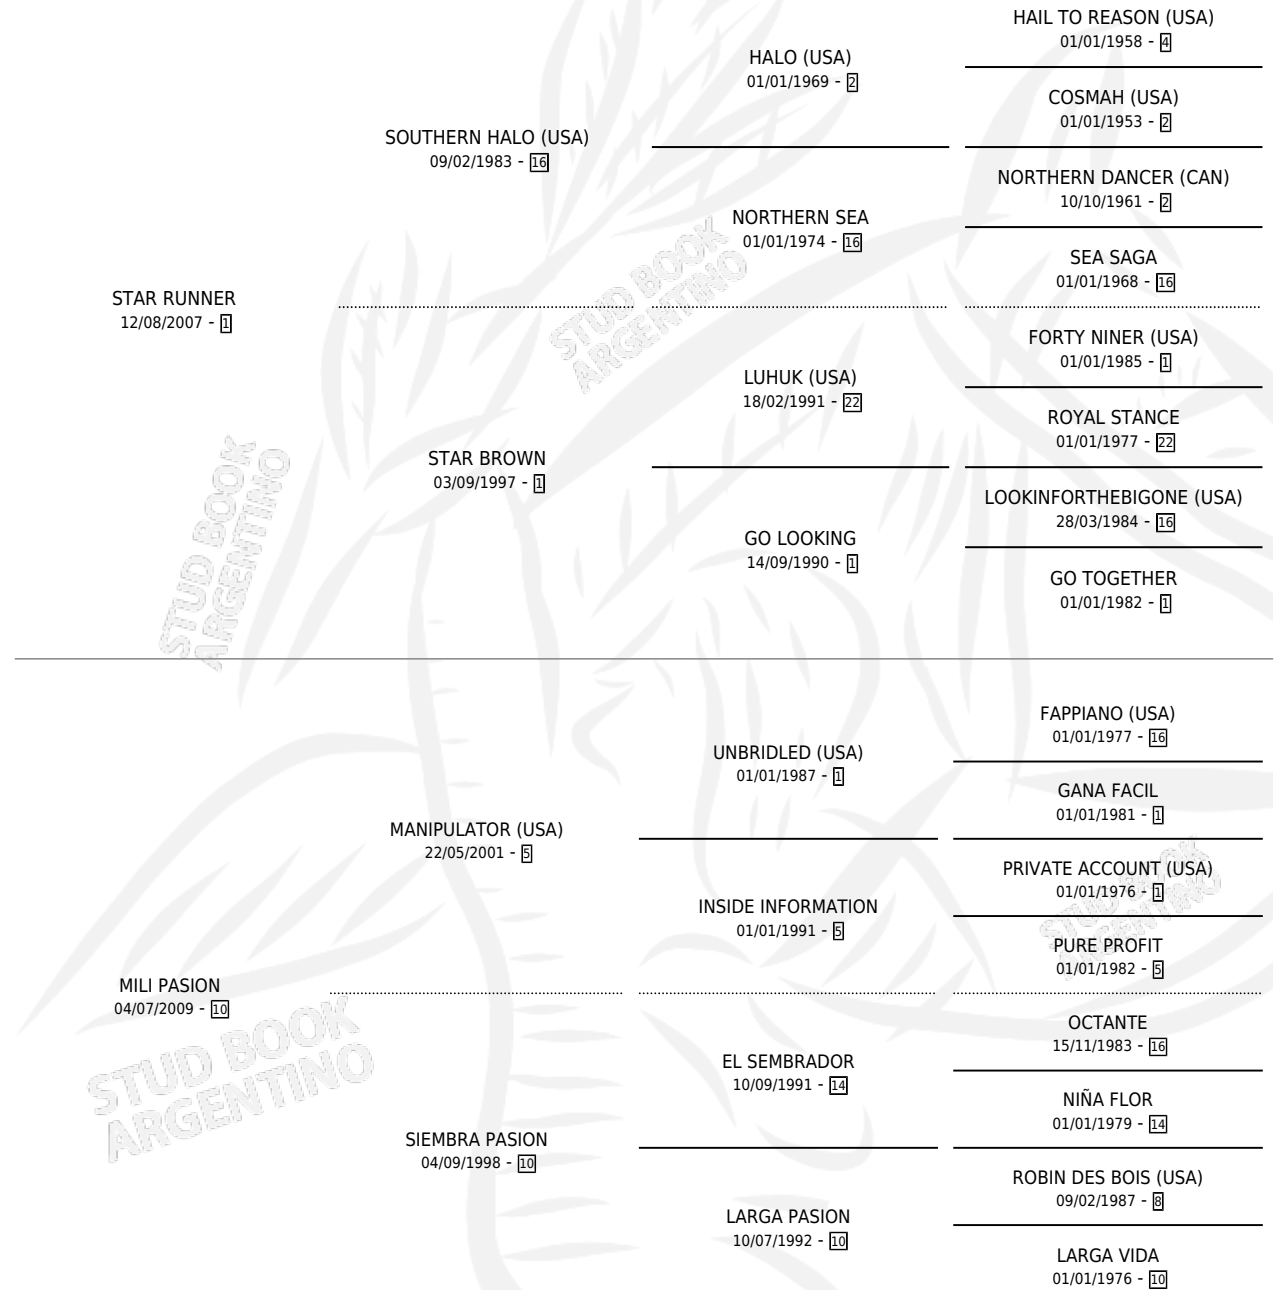 HAIL TO REASON (USA)
01/01/1958 - 4
HALO (USA)
01/01/1969 - 2
COSMAH (USA)
01/01/1953 - 2
SOUTHERN HALO (USA)
09/02/1983 - 16
NORTHERN DANCER (CAN)
10/10/1961 - 2
NORTHERN SEA
01/01/1974 - 16
SEA SAGA
01/01/1968 - 16
STAR RUNNER
12/08/2007 - 1
FORTY NINER (USA)
01/01/1985 - 1
LUHUK (USA)
18/02/1991 - 22
ROYAL STANCE
01/01/1977 - 22
STAR BROWN
03/09/1997 - 1
LOOKINFORTHEBIGONE (USA)
28/03/1984 - 16
GO LOOKING
14/09/1990 - 1
GO TOGETHER
01/01/1982 - 1
FAPPIANO (USA)
01/01/1977 - 16
UNBRIDLED (USA)
01/01/1987 - 1
GANA FACIL
01/01/1981 - 1
MANIPULATOR (USA)
22/05/2001 - 5
PRIVATE ACCOUNT (USA)
01/01/1976 - 1
INSIDE INFORMATION
01/01/1991 - 5
PURE PROFIT
01/01/1982 - 5
MILI PASION
04/07/2009 - 10
OCTANTE
15/11/1983 - 16
EL SEMBRADOR
10/09/1991 - 14
NIÑA FLOR
01/01/1979 - 14
SIEMBRA PASION
04/09/1998 - 10
ROBIN DES BOIS (USA)
09/02/1987 - 8
LARGA PASION
10/07/1992 - 10
LARGA VIDA
01/01/1976 - 10
STUD BOOK
ARGENTINO
STUD BOOK
ARGENTINO
STUD BOOK
ARGENTINO
STUD BOOK
ARGENTINO